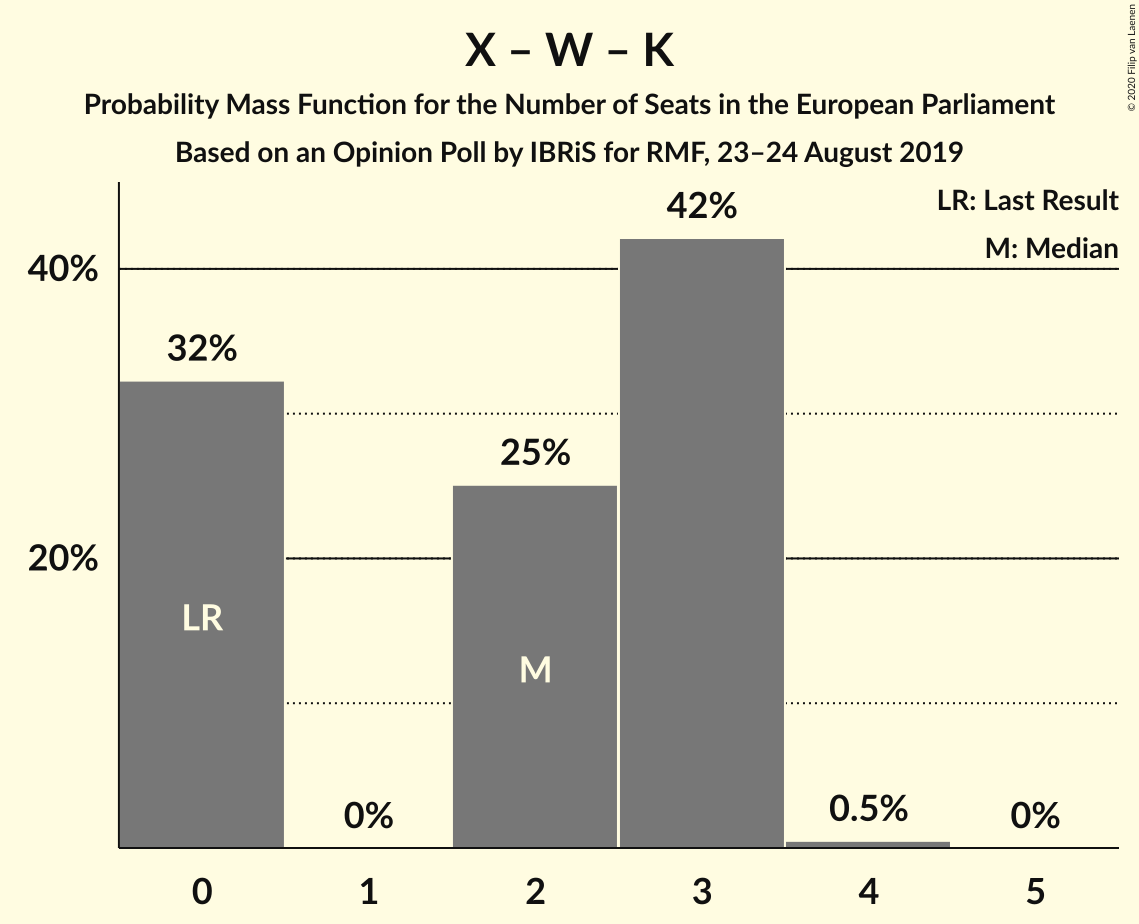 X – W – K
Probability Mass Function for the Number of Seats in the European Parliament
Based on an Opinion Poll by IBRiS for RMF, 23–24 August 2019
© 2020 Filip van Laenen
LR: Last Result
M: Median
40%
20%
32%
0%
25%
42%
0.5%
0%
LR
M
0 1 2 3 4 5